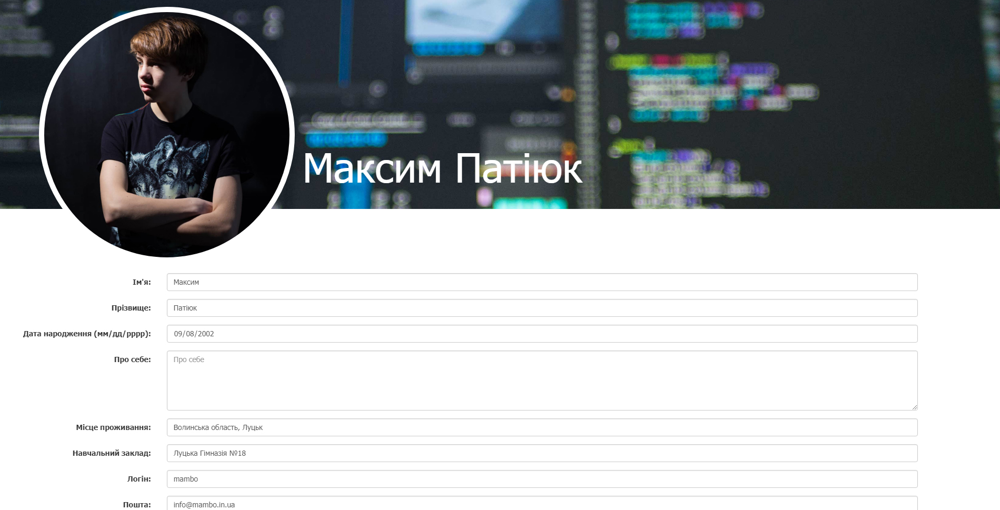 Максим Патіюк
Ім'я: Максим
Прізвище: Патіюк
Дата народження (мм/дд/рррр): 09/08/2002
Про себе: Про себе
Місце проживання: Волинська область, Луцьк
Навчальний заклад: Луцька Гімназія №18
Логін: mambo
Пошта: info@mambo.in.ua